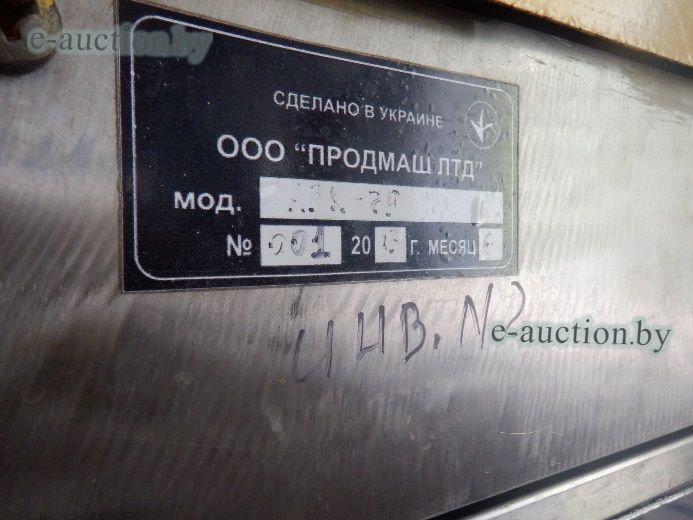 e-auction.by
СДЕЛАНО В УКРАИНЕ
ООО "ПРОДМАШ ЛТД"
МОД.
№ 001 20 Г. МЕСЯЦ
ИНВ. №
e-auction.by